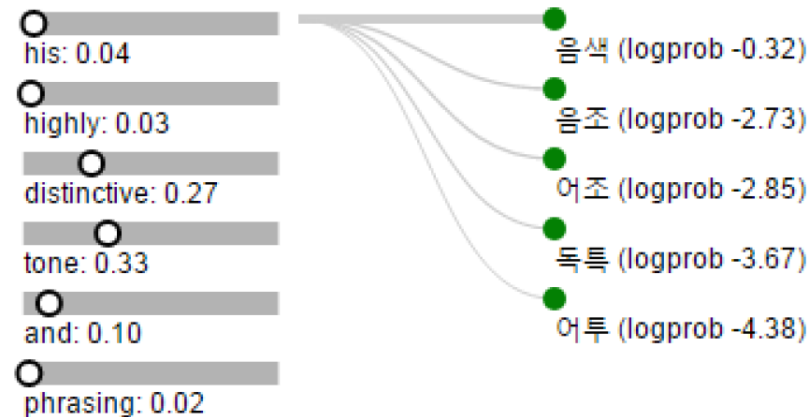 his: 0.04
highly: 0.03
distinctive: 0.27
tone: 0.33
and: 0.10
phrasing: 0.02
음색 (logprob -0.32)
음조 (logprob -2.73)
어조 (logprob -2.85)
독특 (logprob -3.67)
어투 (logprob -4.38)